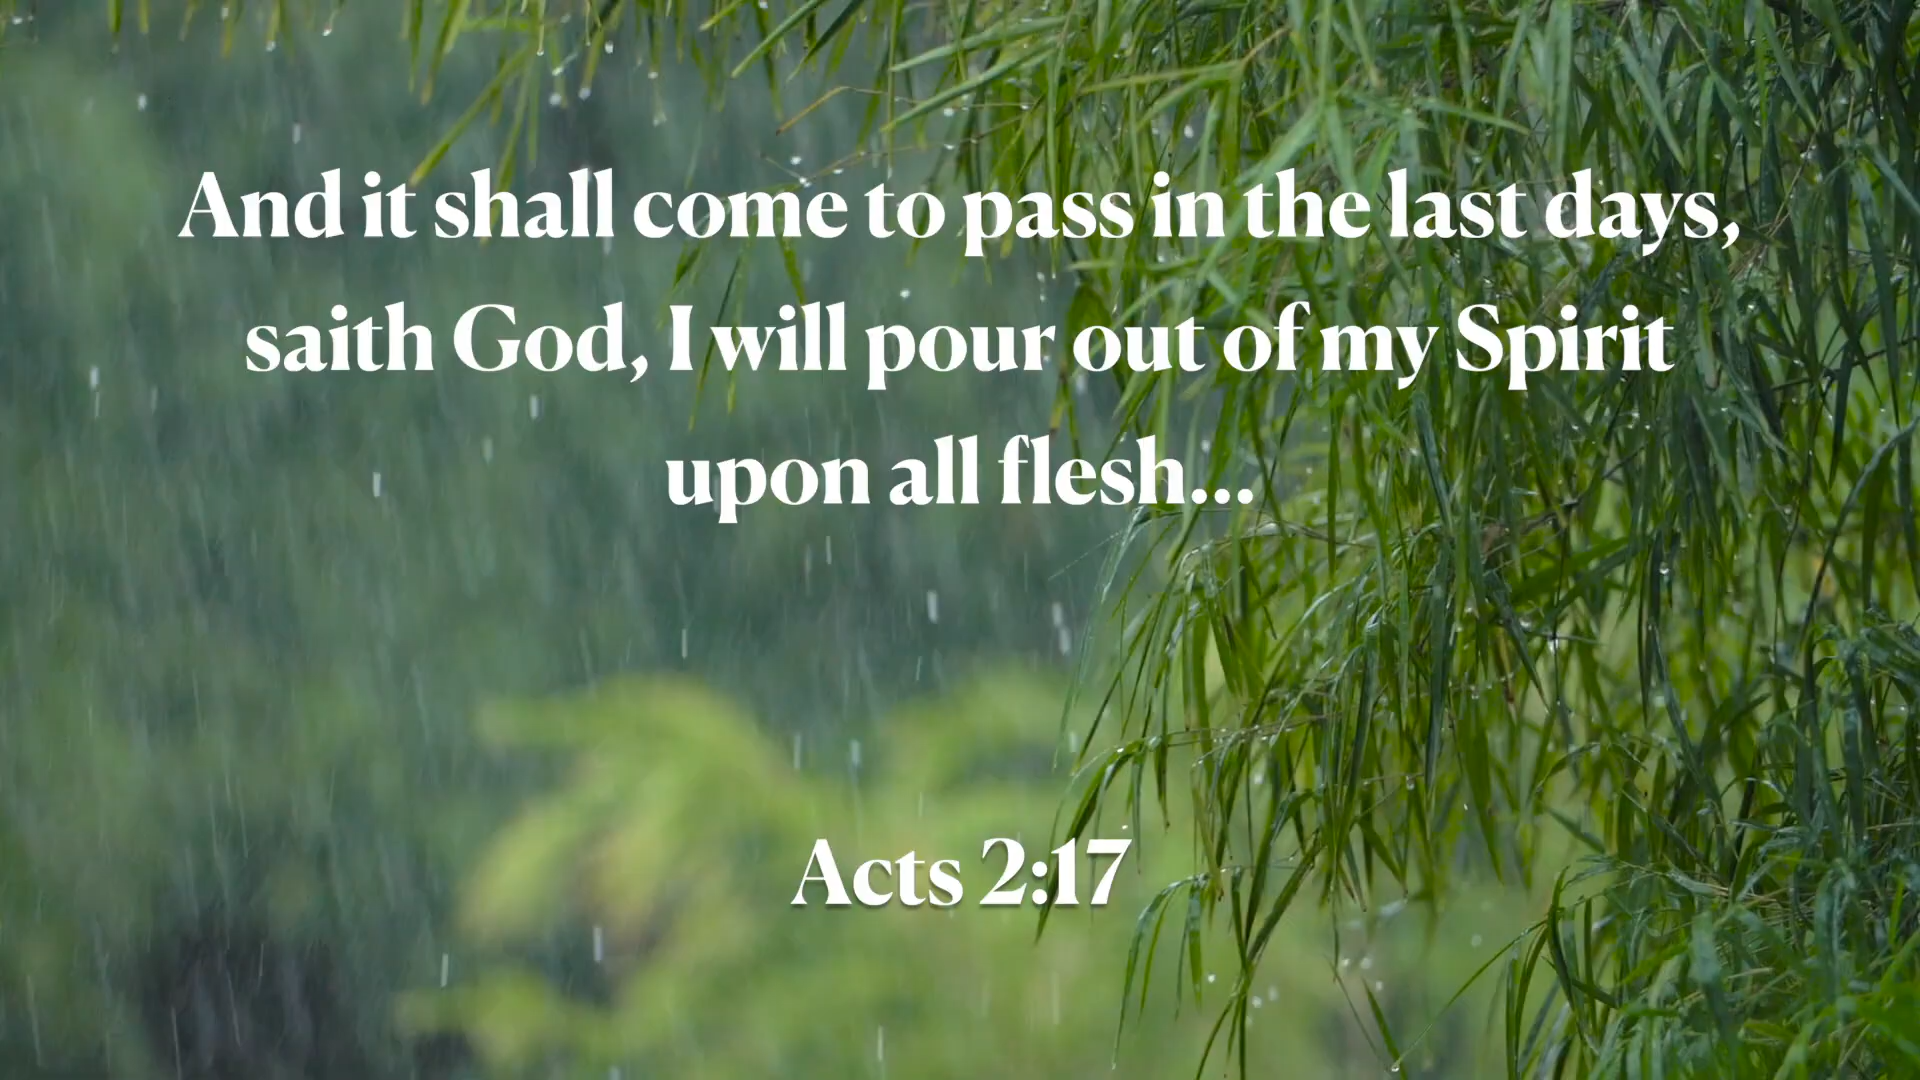 And it shall come to pass in the last days,
saith God, I will pour out of my Spirit
upon all flesh...
Acts 2:17